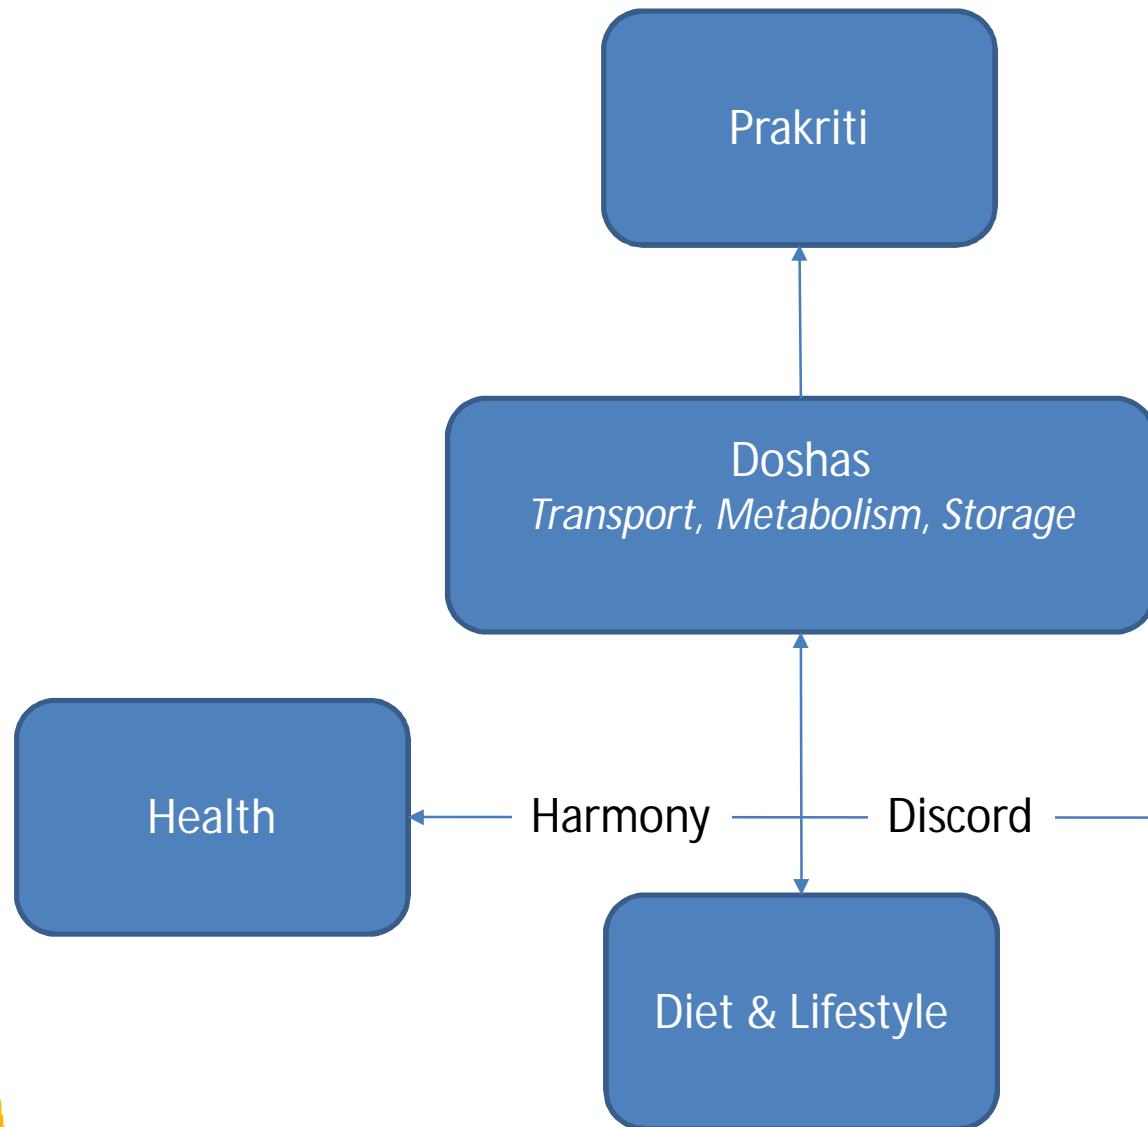 Prakriti
Doshas
Transport, Metabolism, Storage
Health
Harmony
Discord
Diet & Lifestyle